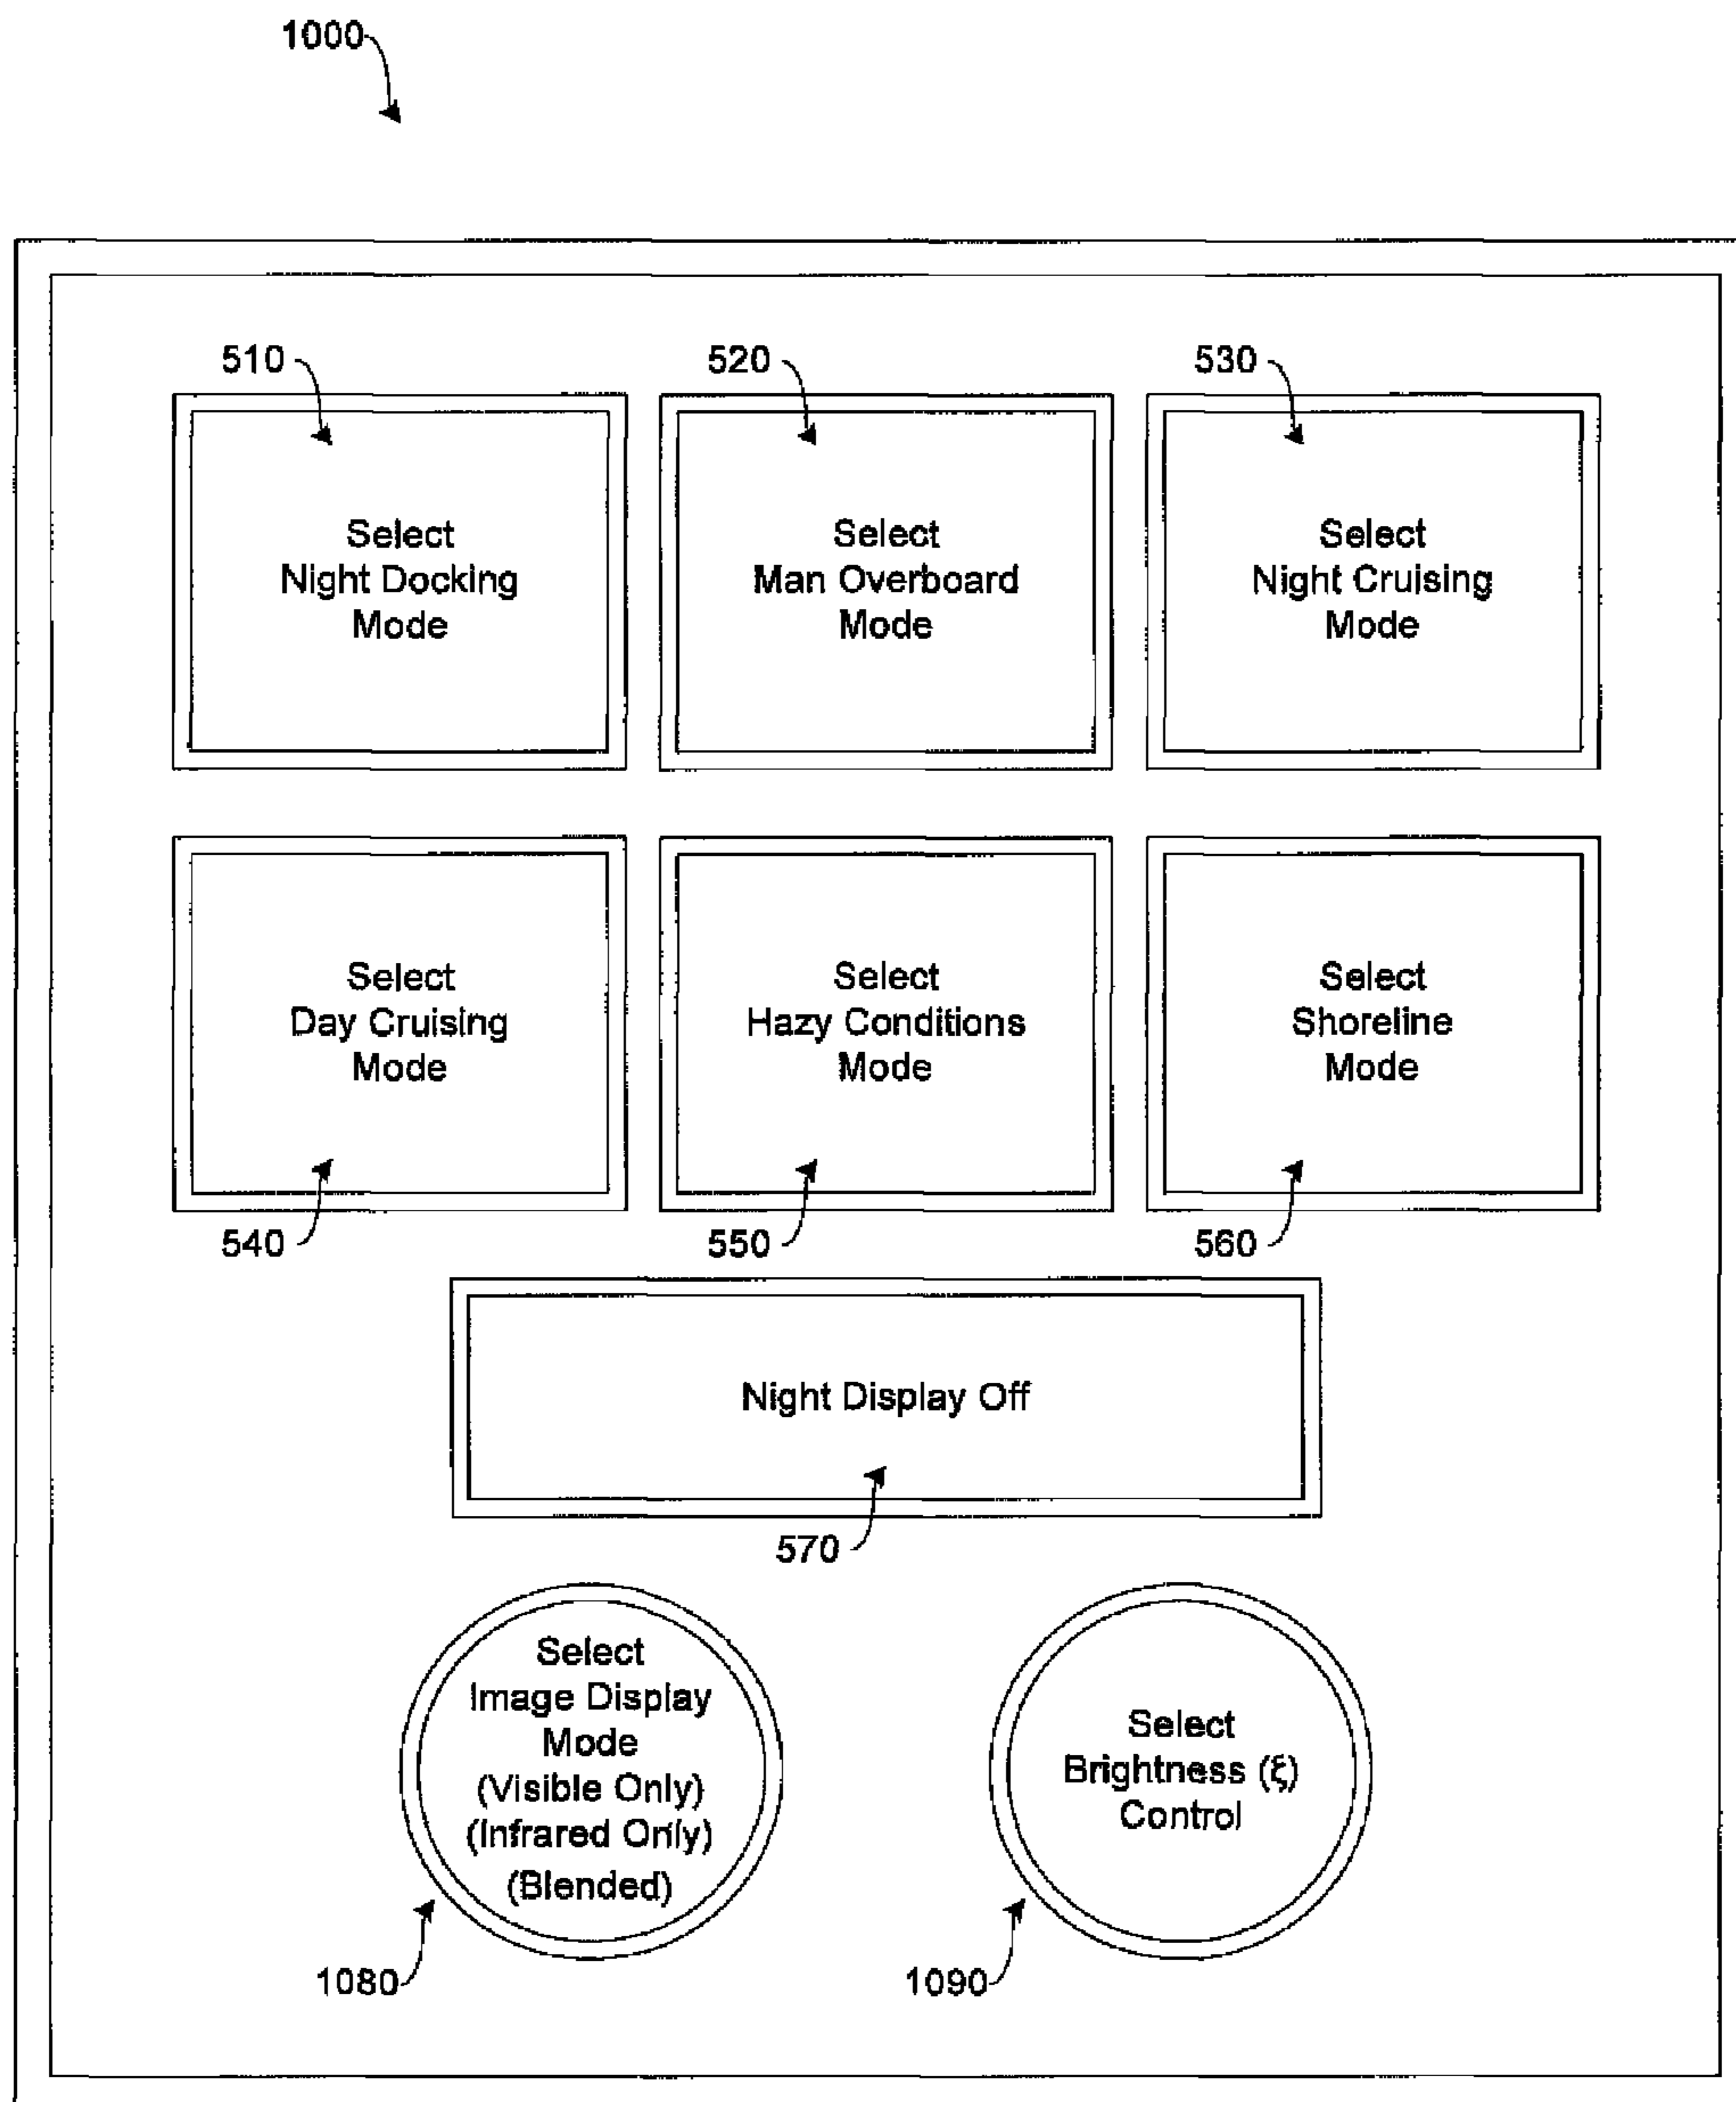 1000
510
520
530
Select
Night Docking
Mode
Select
Man Overboard
Mode
Select
Night Cruising
Mode
Select
Day Cruising
Mode
Select
Hazy Conditions
Mode
Select
Shoreline
Mode
540
550
560
Night Display Off
570
Select
Image Display
Mode
(Visible Only)
(Infrared Only)
(Blended)
Select
Brightness (ξ)
Control
1080
1090